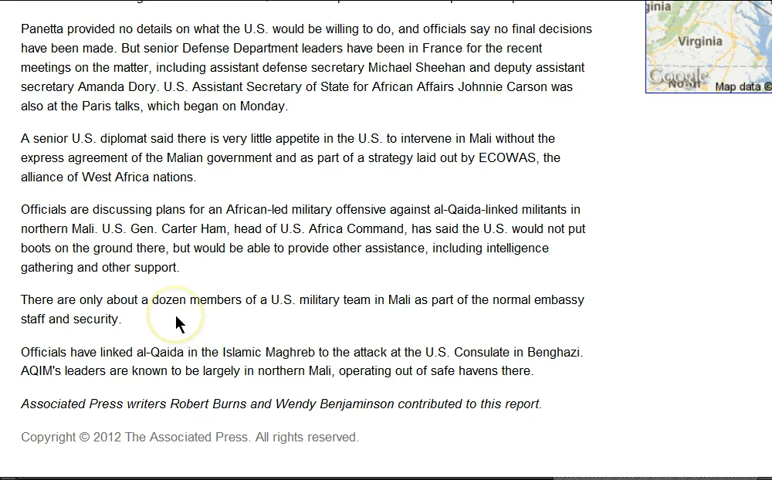 Panetta provided no details on what the U.S. would be willing to do, and officials say no final decisions
have been made. But senior Defense Department leaders have been in France for the recent
meetings on the matter, including assistant defense secretary Michael Sheehan and deputy assistant
secretary Amanda Dory. U.S. Assistant Secretary of State for African Affairs Johnnie Carson was
also at the Paris talks, which began on Monday.
A senior U.S. diplomat said there is very little appetite in the U.S. to intervene in Mali without the
express agreement of the Malian government and as part of a strategy laid out by ECOWAS, the
alliance of West Africa nations.
Officials are discussing plans for an African-led military offensive against al-Qaida-linked militants in
northern Mali. U.S. Gen. Carter Ham, head of U.S. Africa Command, has said the U.S. would not put
boots on the ground there, but would be able to provide other assistance, including intelligence
gathering and other support.
There are only about a dozen members of a U.S. military team in Mali as part of the normal embassy
staff and security.
Officials have linked al-Qaida in the Islamic Maghreb to the attack at the U.S. Consulate in Benghazi.
AQIM's leaders are known to be largely in northern Mali, operating out of safe havens there.
Associated Press writers Robert Burns and Wendy Benjaminson contributed to this report.
Copyright © 2012 The Associated Press. All rights reserved.
ginia
Virginia
Google
Map data ©